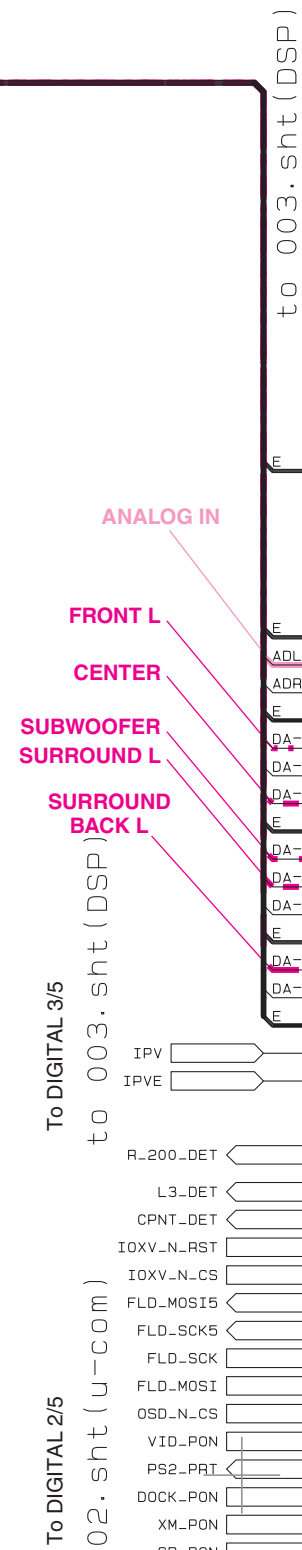 to 003.sht(DSP)
E
ANALOG IN
E
FRONT L
ADL
CENTER
ADR
E
SUBWOOFER
DA-
SURROUND L
DA-
DA-
SURROUND
BACK L
E
DA-
DA-
DA-
E
DA-
DA-
E
To DIGITAL 3/5
to 003.sht(DSP)
IPV
IPVE
R_200_DET
L3_DET
CPNT_DET
IOXV_N_RST
IOXV_N_CS
FLD_MOSI5
FLD_SCK5
FLD_SCK
FLD_MOSI
OSD_N_CS
VID_PON
PS2_PRT
DOCK_PON
XM_PON
To DIGITAL 2/5
02.sht(u-com)